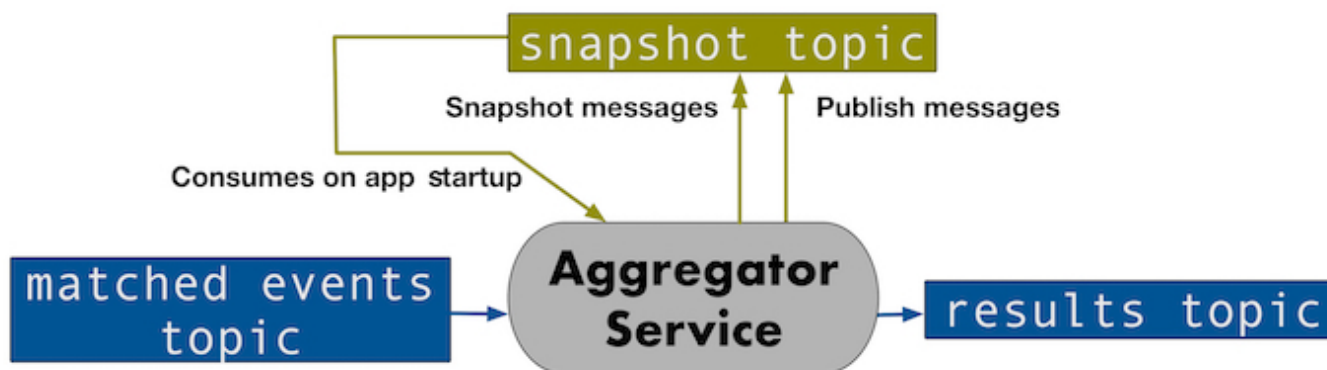 snapshot topic
Snapshot messages
Publish messages
Consumes on app startup
matched events
topic
Aggregator
Service
results topic